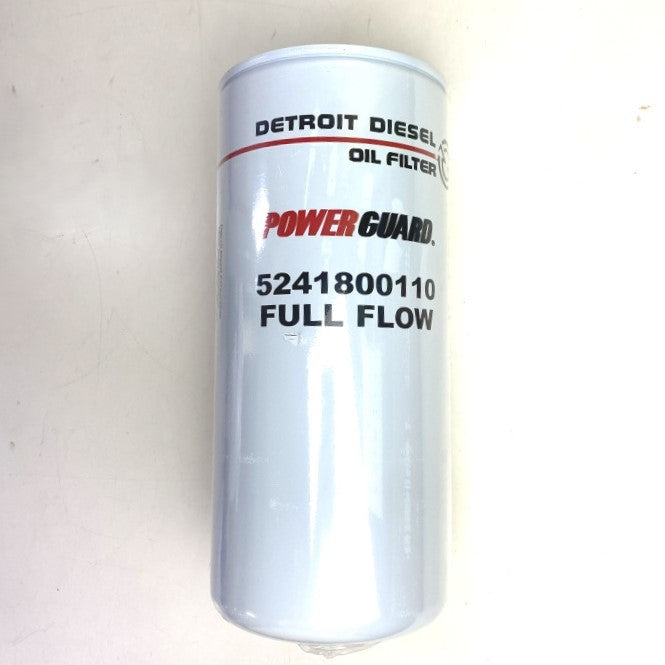 DETROIT DIESEL
OIL FILTER
POWERGUARD®
5241800110
FULL FLOW